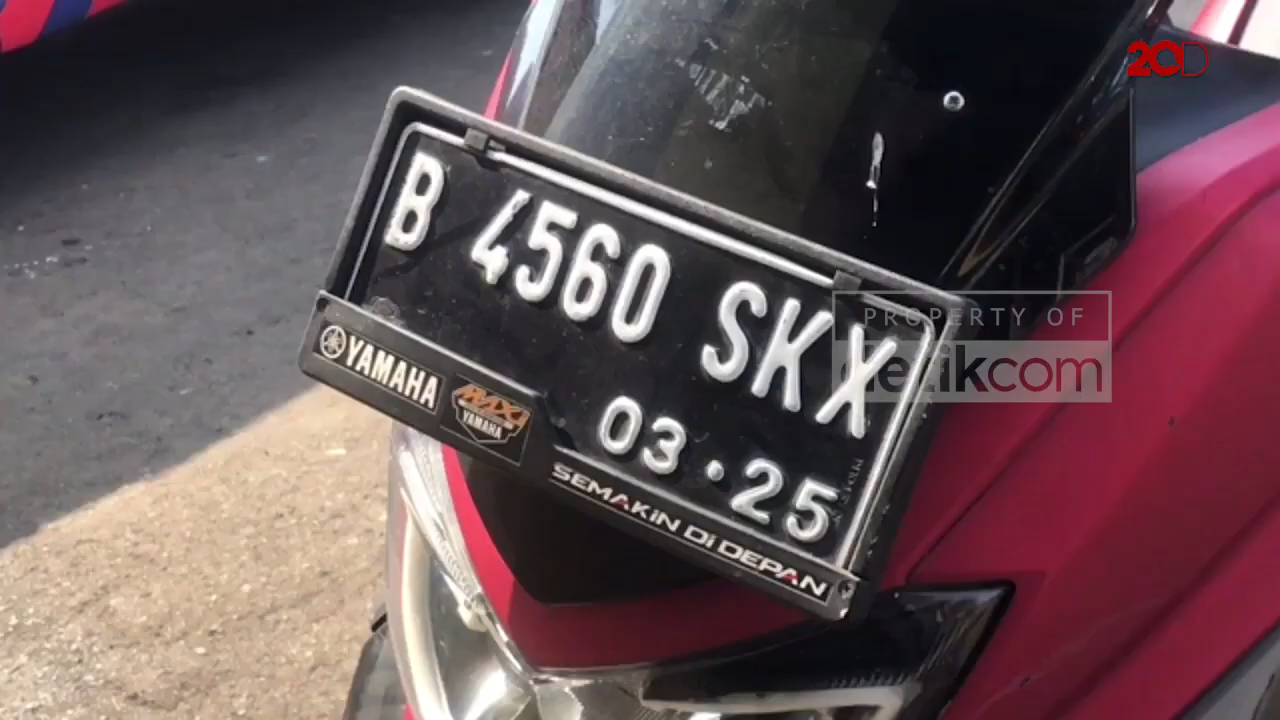 20D
B 4560 SKX
PROPERTY OF
detikcom
03.25
YAMAHA
MAXI
YAMAHA
SEMAKIN DI DEPAN